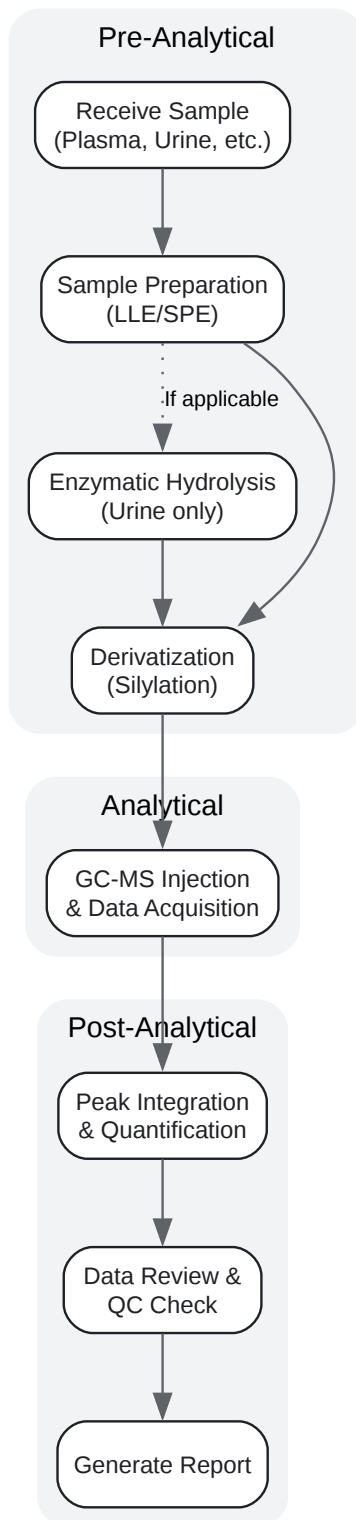 Pre-Analytical
Receive Sample
(Plasma, Urine, etc.)
Sample Preparation
(LLE/SPE)
If applicable
Enzymatic Hydrolysis
(Urine only)
Derivatization
(Silylation)
Analytical
GC-MS Injection
& Data Acquisition
Post-Analytical
Peak Integration
& Quantification
Data Review &
QC Check
Generate Report